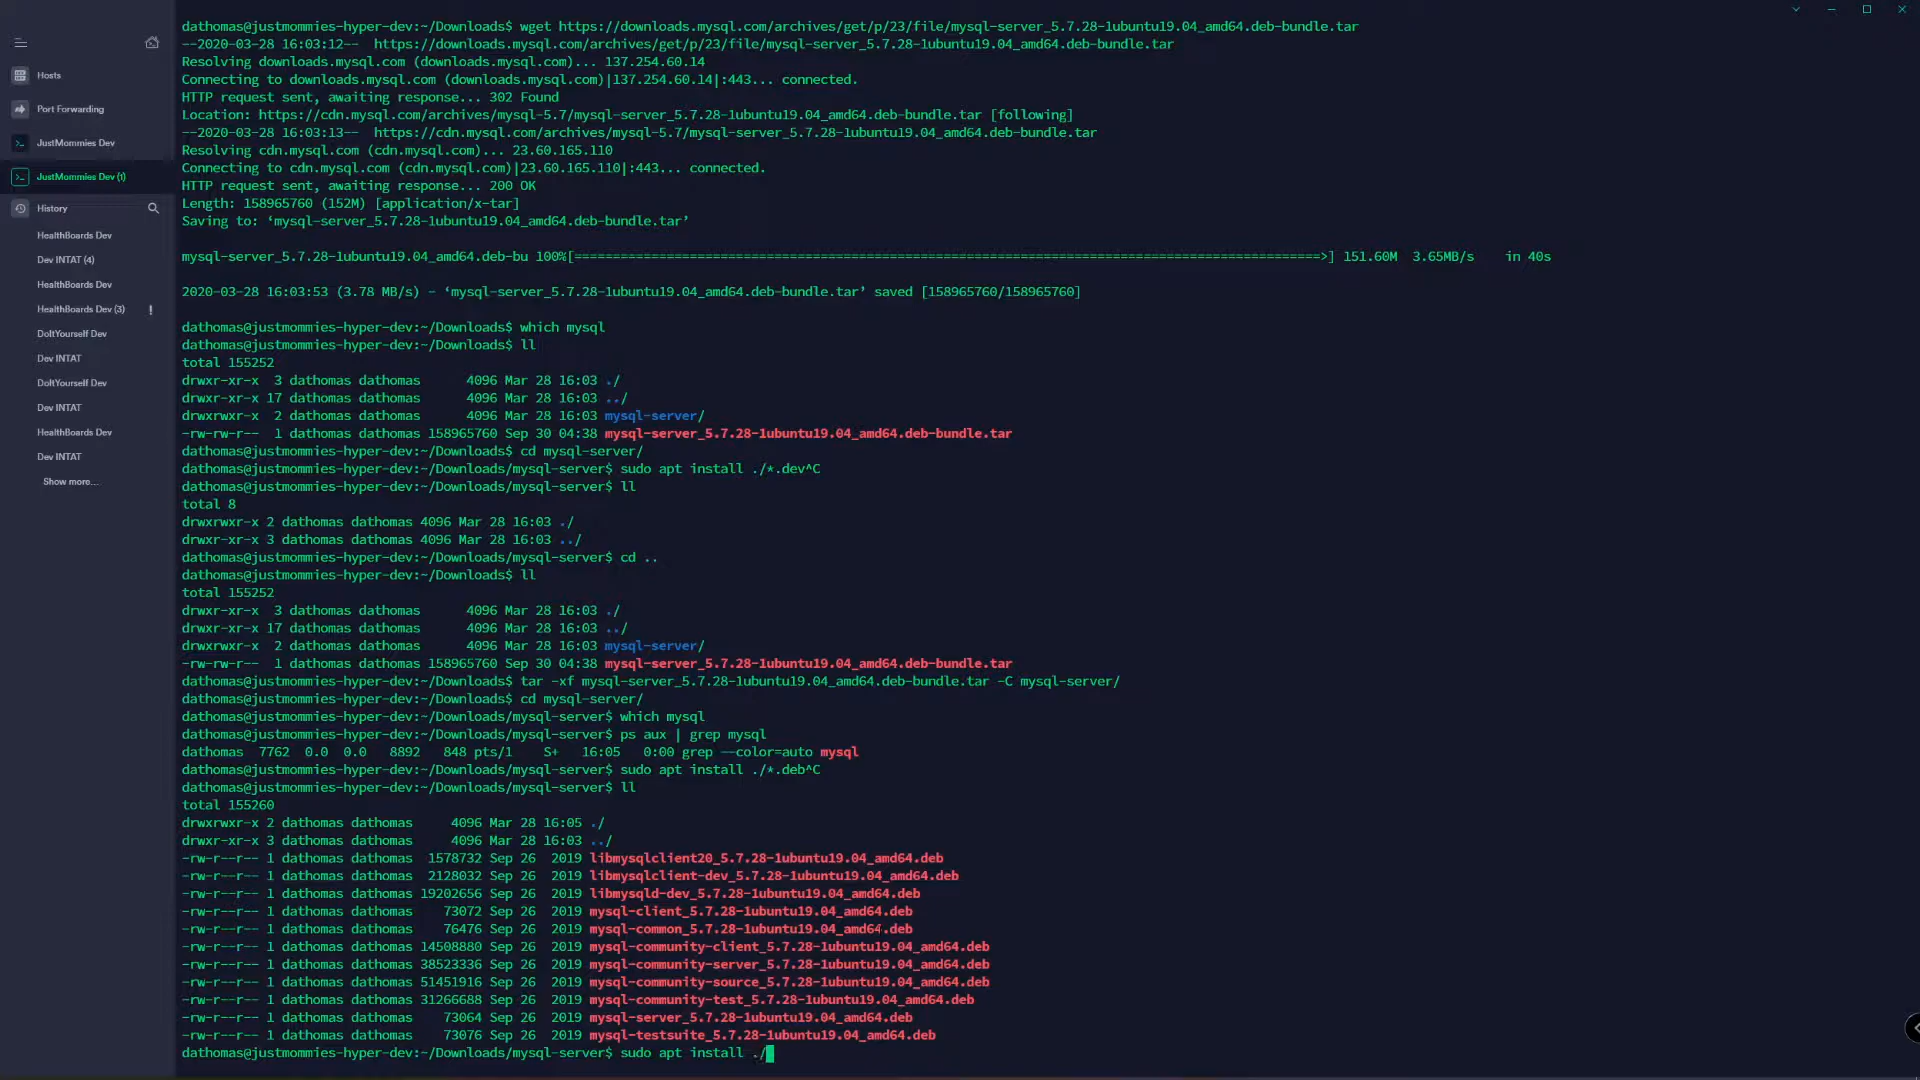 Hosts
Port Forwarding
JustMommies Dev
JustMommies Dev (1)
History
HealthBoards Dev
Dev INTAT (4)
HealthBoards Dev
HealthBoards Dev (3) !
DoItYourself Dev
Dev INTAT
DoItYourself Dev
Dev INTAT
HealthBoards Dev
Dev INTAT
Show more...
dathomas@justmommies-hyper-dev:~/Downloads$ wget https://downloads.mysql.com/archives/get/p/23/file/mysql-server_5.7.28-1ubuntu19.04_amd64.deb-bundle.tar
--2020-03-28 16:03:12--  https://downloads.mysql.com/archives/get/p/23/file/mysql-server_5.7.28-1ubuntu19.04_amd64.deb-bundle.tar
Resolving downloads.mysql.com (downloads.mysql.com)... 137.254.60.14
Connecting to downloads.mysql.com (downloads.mysql.com)|137.254.60.14|:443... connected.
HTTP request sent, awaiting response... 302 Found
Location: https://cdn.mysql.com/archives/mysql-5.7/mysql-server_5.7.28-1ubuntu19.04_amd64.deb-bundle.tar [following]
--2020-03-28 16:03:13--  https://cdn.mysql.com/archives/mysql-5.7/mysql-server_5.7.28-1ubuntu19.04_amd64.deb-bundle.tar
Resolving cdn.mysql.com (cdn.mysql.com)... 23.60.165.110
Connecting to cdn.mysql.com (cdn.mysql.com)|23.60.165.110|:443... connected.
HTTP request sent, awaiting response... 200 OK
Length: 158965760 (152M) [application/x-tar]
Saving to: ‘mysql-server_5.7.28-1ubuntu19.04_amd64.deb-bundle.tar’
mysql-server_5.7.28-1ubuntu19.04_amd64.deb-bu 100%[=================================================================================================>] 151.60M  3.65MB/s    in 40s
2020-03-28 16:03:53 (3.78 MB/s) - ‘mysql-server_5.7.28-1ubuntu19.04_amd64.deb-bundle.tar’ saved [158965760/158965760]
dathomas@justmommies-hyper-dev:~/Downloads$ which mysql
dathomas@justmommies-hyper-dev:~/Downloads$ ll
total 155252
drwxr-xr-x  3 dathomas dathomas      4096 Mar 28 16:03 ./
drwxr-xr-x 17 dathomas dathomas      4096 Mar 28 16:03 ../
drwxrwxr-x  2 dathomas dathomas      4096 Mar 28 16:03 mysql-server/
-rw-rw-r--  1 dathomas dathomas 158965760 Sep 30 04:38 mysql-server_5.7.28-1ubuntu19.04_amd64.deb-bundle.tar
dathomas@justmommies-hyper-dev:~/Downloads$ cd mysql-server/
dathomas@justmommies-hyper-dev:~/Downloads/mysql-server$ sudo apt install ./*.dev^C
dathomas@justmommies-hyper-dev:~/Downloads/mysql-server$ ll
total 8
drwxrwxr-x 2 dathomas dathomas 4096 Mar 28 16:03 ./
drwxr-xr-x 3 dathomas dathomas 4096 Mar 28 16:03 ../
dathomas@justmommies-hyper-dev:~/Downloads/mysql-server$ cd ..
dathomas@justmommies-hyper-dev:~/Downloads$ ll
total 155252
drwxr-xr-x  3 dathomas dathomas      4096 Mar 28 16:03 ./
drwxr-xr-x 17 dathomas dathomas      4096 Mar 28 16:03 ../
drwxrwxr-x  2 dathomas dathomas      4096 Mar 28 16:03 mysql-server/
-rw-rw-r--  1 dathomas dathomas 158965760 Sep 30 04:38 mysql-server_5.7.28-1ubuntu19.04_amd64.deb-bundle.tar
dathomas@justmommies-hyper-dev:~/Downloads$ tar -xf mysql-server_5.7.28-1ubuntu19.04_amd64.deb-bundle.tar -C mysql-server/
dathomas@justmommies-hyper-dev:~/Downloads$ cd mysql-server/
dathomas@justmommies-hyper-dev:~/Downloads/mysql-server$ which mysql
dathomas@justmommies-hyper-dev:~/Downloads/mysql-server$ ps aux | grep mysql
dathomas  7762  0.0  0.0   8892   848 pts/1    S+   16:05   0:00 grep --color=auto mysql
dathomas@justmommies-hyper-dev:~/Downloads/mysql-server$ sudo apt install ./*.deb^C
dathomas@justmommies-hyper-dev:~/Downloads/mysql-server$ ll
total 155260
drwxrwxr-x 2 dathomas dathomas     4096 Mar 28 16:05 ./
drwxr-xr-x 3 dathomas dathomas     4096 Mar 28 16:03 ../
-rw-r--r-- 1 dathomas dathomas  1578732 Sep 26  2019 libmysqlclient20_5.7.28-1ubuntu19.04_amd64.deb
-rw-r--r-- 1 dathomas dathomas  2128032 Sep 26  2019 libmysqlclient-dev_5.7.28-1ubuntu19.04_amd64.deb
-rw-r--r-- 1 dathomas dathomas 19202656 Sep 26  2019 libmysqld-dev_5.7.28-1ubuntu19.04_amd64.deb
-rw-r--r-- 1 dathomas dathomas    73072 Sep 26  2019 mysql-client_5.7.28-1ubuntu19.04_amd64.deb
-rw-r--r-- 1 dathomas dathomas    76476 Sep 26  2019 mysql-common_5.7.28-1ubuntu19.04_amd64.deb
-rw-r--r-- 1 dathomas dathomas 14508880 Sep 26  2019 mysql-community-client_5.7.28-1ubuntu19.04_amd64.deb
-rw-r--r-- 1 dathomas dathomas 38523336 Sep 26  2019 mysql-community-server_5.7.28-1ubuntu19.04_amd64.deb
-rw-r--r-- 1 dathomas dathomas 51451916 Sep 26  2019 mysql-community-source_5.7.28-1ubuntu19.04_amd64.deb
-rw-r--r-- 1 dathomas dathomas 31266688 Sep 26  2019 mysql-community-test_5.7.28-1ubuntu19.04_amd64.deb
-rw-r--r-- 1 dathomas dathomas    73064 Sep 26  2019 mysql-server_5.7.28-1ubuntu19.04_amd64.deb
-rw-r--r-- 1 dathomas dathomas    73076 Sep 26  2019 mysql-testsuite_5.7.28-1ubuntu19.04_amd64.deb
dathomas@justmommies-hyper-dev:~/Downloads/mysql-server$ sudo apt install ./